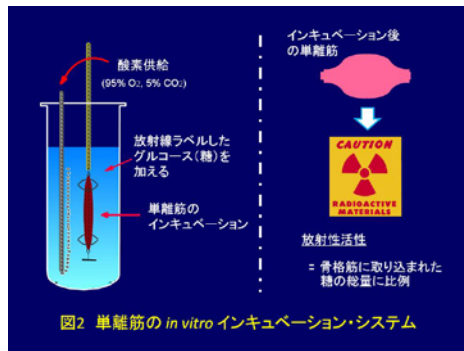 酸素供給
(95% O2, 5% CO2)
放射線ラベルした
グルコース(糖)を
加える
単離筋の
インキュベーション
インキュベーション後
の単離筋
CAUTION
RADIOACTIVE
MATERIALS
放射性活性
= 骨格筋に取り込まれた
糖の総量に比例
図2 単離筋の in vitro インキュベーション・システム